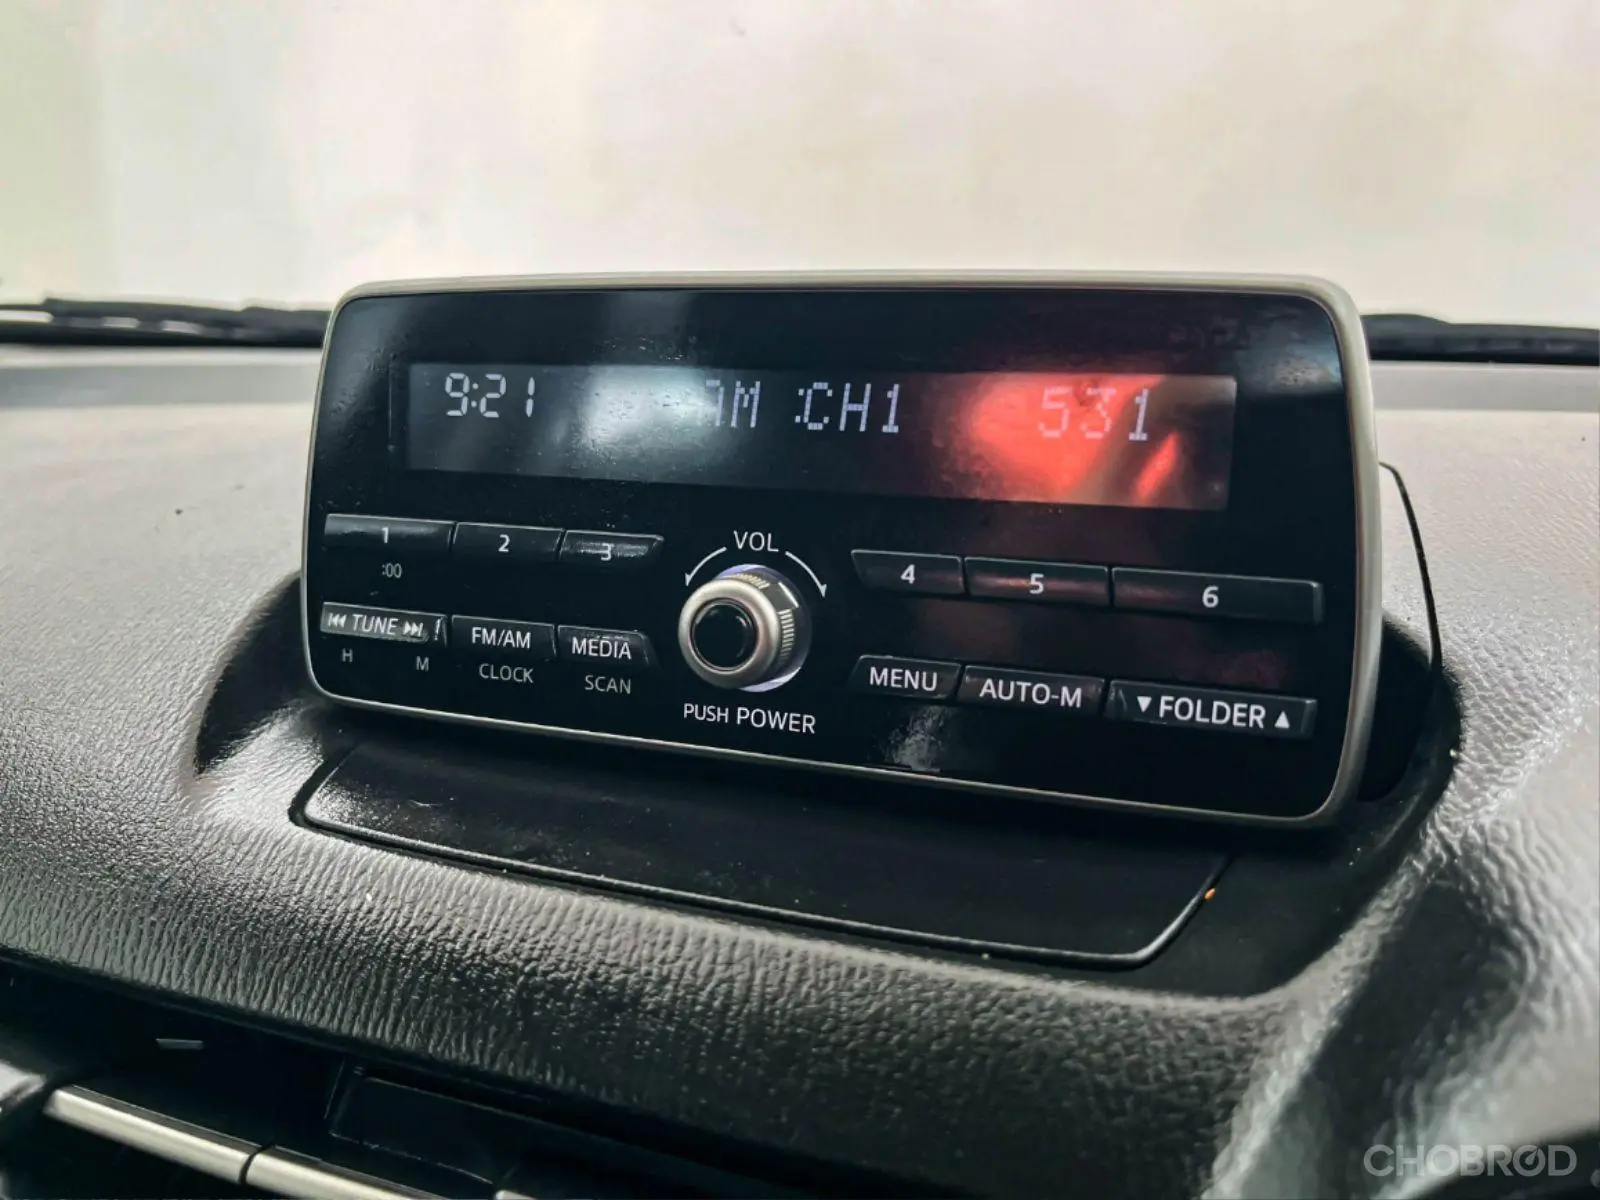 9:21 AM :CH1 531
1 2 3 VOL 4 5 6
:00
⏮ TUNE ⏭ FM/AM MEDIA MENU AUTO-M ▼ FOLDER ▲
H M CLOCK SCAN
PUSH POWER
CHOBROD